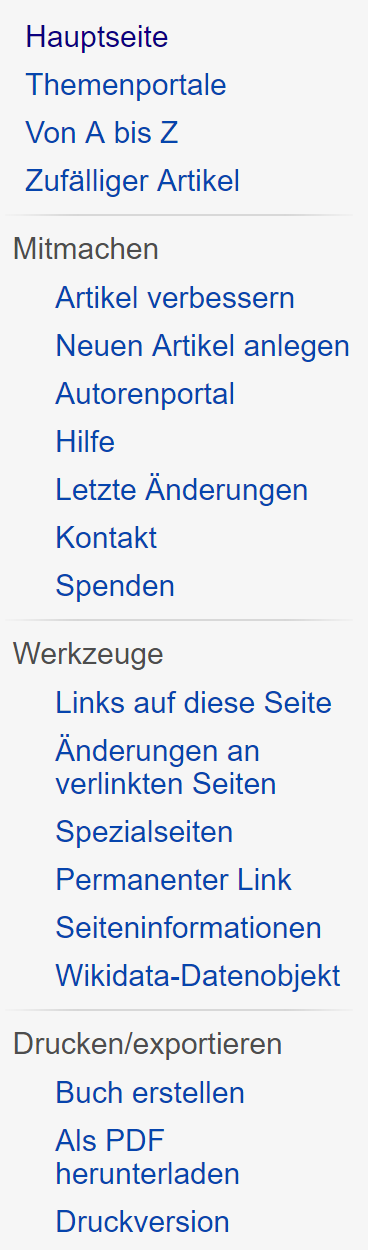 Hauptseite
Themenportale
Von A bis Z
Zufälliger Artikel
Mitmachen
Artikel verbessern
Neuen Artikel anlegen
Autorenportal
Hilfe
Letzte Änderungen
Kontakt
Spenden
Werkzeuge
Links auf diese Seite
Änderungen an
verlinkten Seiten
Spezialseiten
Permanenter Link
Seiteninformationen
Wikidata-Datenobjekt
Drucken/exportieren
Buch erstellen
Als PDF
herunterladen
Druckversion